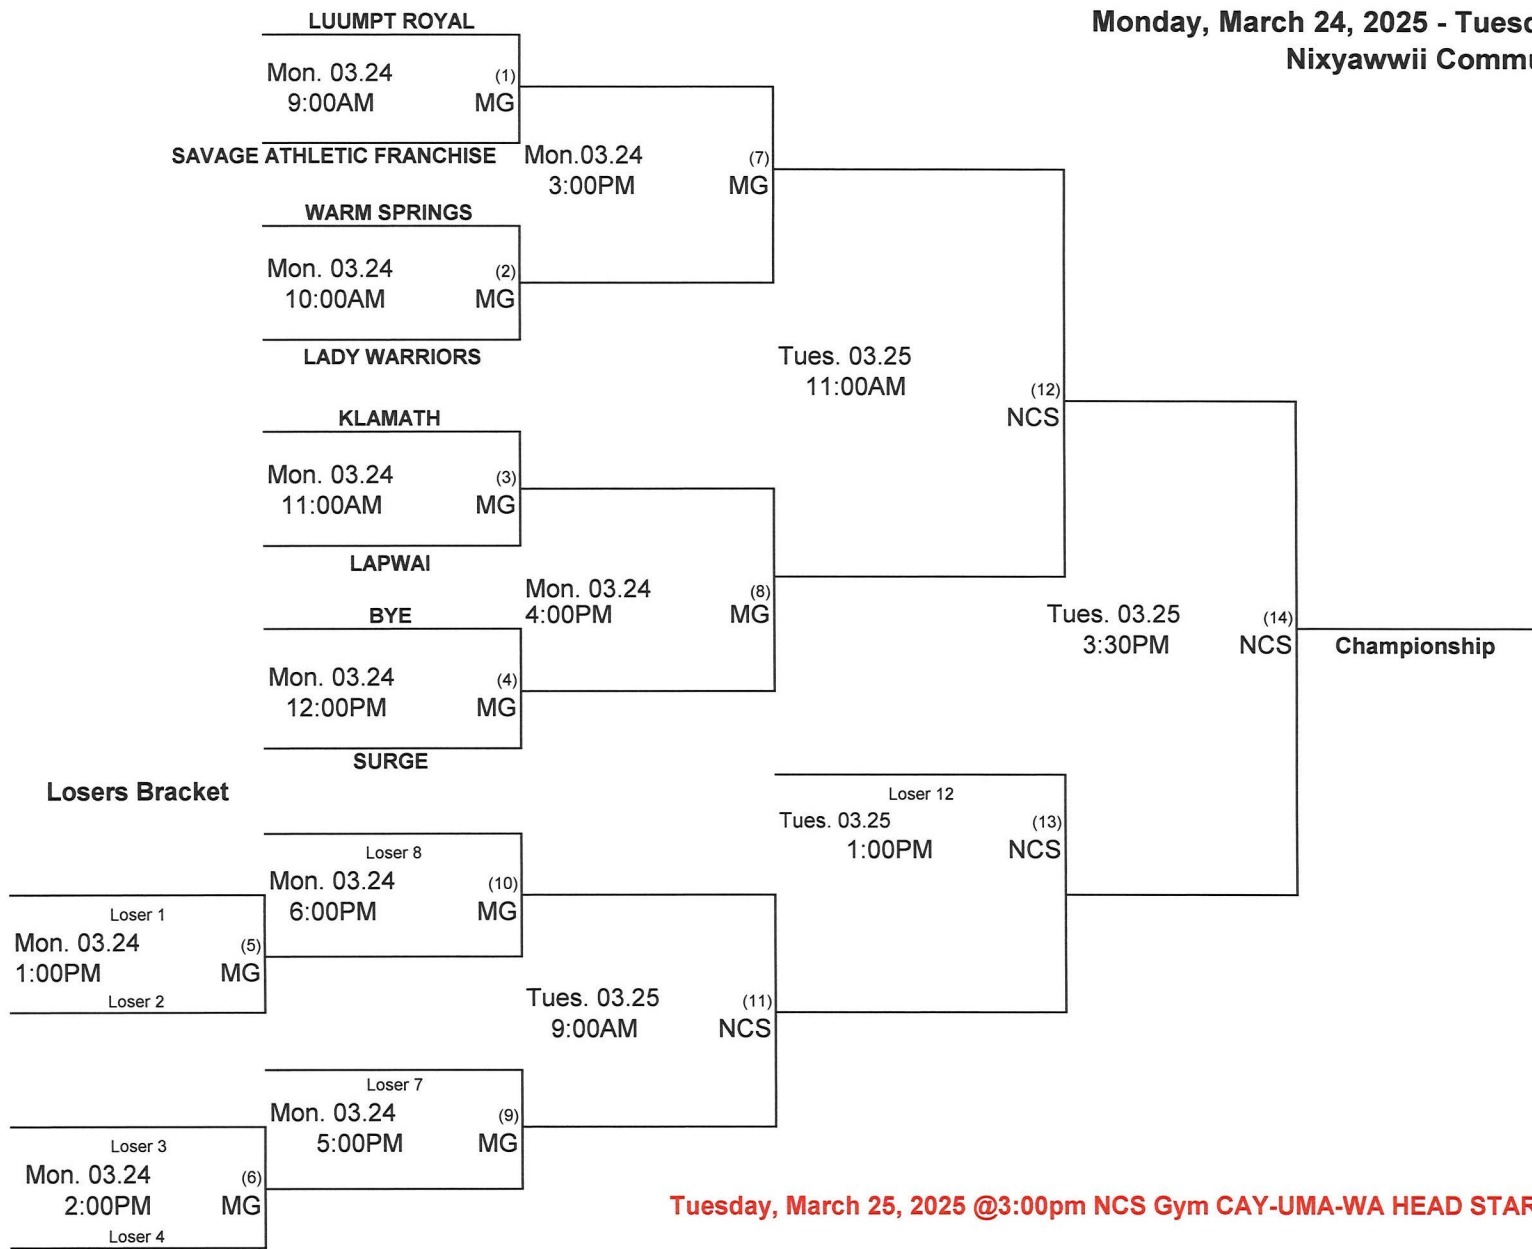 Monday, March 24, 2025 - Tuesd
Nixyawwii Commu
LUUMPT ROYAL
Mon. 03.24 (1)
9:00AM MG
SAVAGE ATHLETIC FRANCHISE
Mon.03.24 (7)
3:00PM MG
WARM SPRINGS
Mon. 03.24 (2)
10:00AM MG
LADY WARRIORS
Tues. 03.25
11:00AM
(12)
NCS
KLAMATH
Mon. 03.24 (3)
11:00AM MG
LAPWAI
Mon. 03.24 (8)
4:00PM MG
BYE
Mon. 03.24 (4)
12:00PM MG
SURGE
Tues. 03.25 (14)
3:30PM NCS
Championship
Losers Bracket
Loser 12
Tues. 03.25 (13)
1:00PM NCS
Loser 8
Mon. 03.24 (10)
6:00PM MG
Loser 1
Mon. 03.24 (5)
1:00PM MG
Loser 2
Tues. 03.25 (11)
9:00AM NCS
Loser 7
Mon. 03.24 (9)
5:00PM MG
Loser 3
Mon. 03.24 (6)
2:00PM MG
Loser 4
Tuesday, March 25, 2025 @3:00pm NCS Gym CAY-UMA-WA HEAD STAR